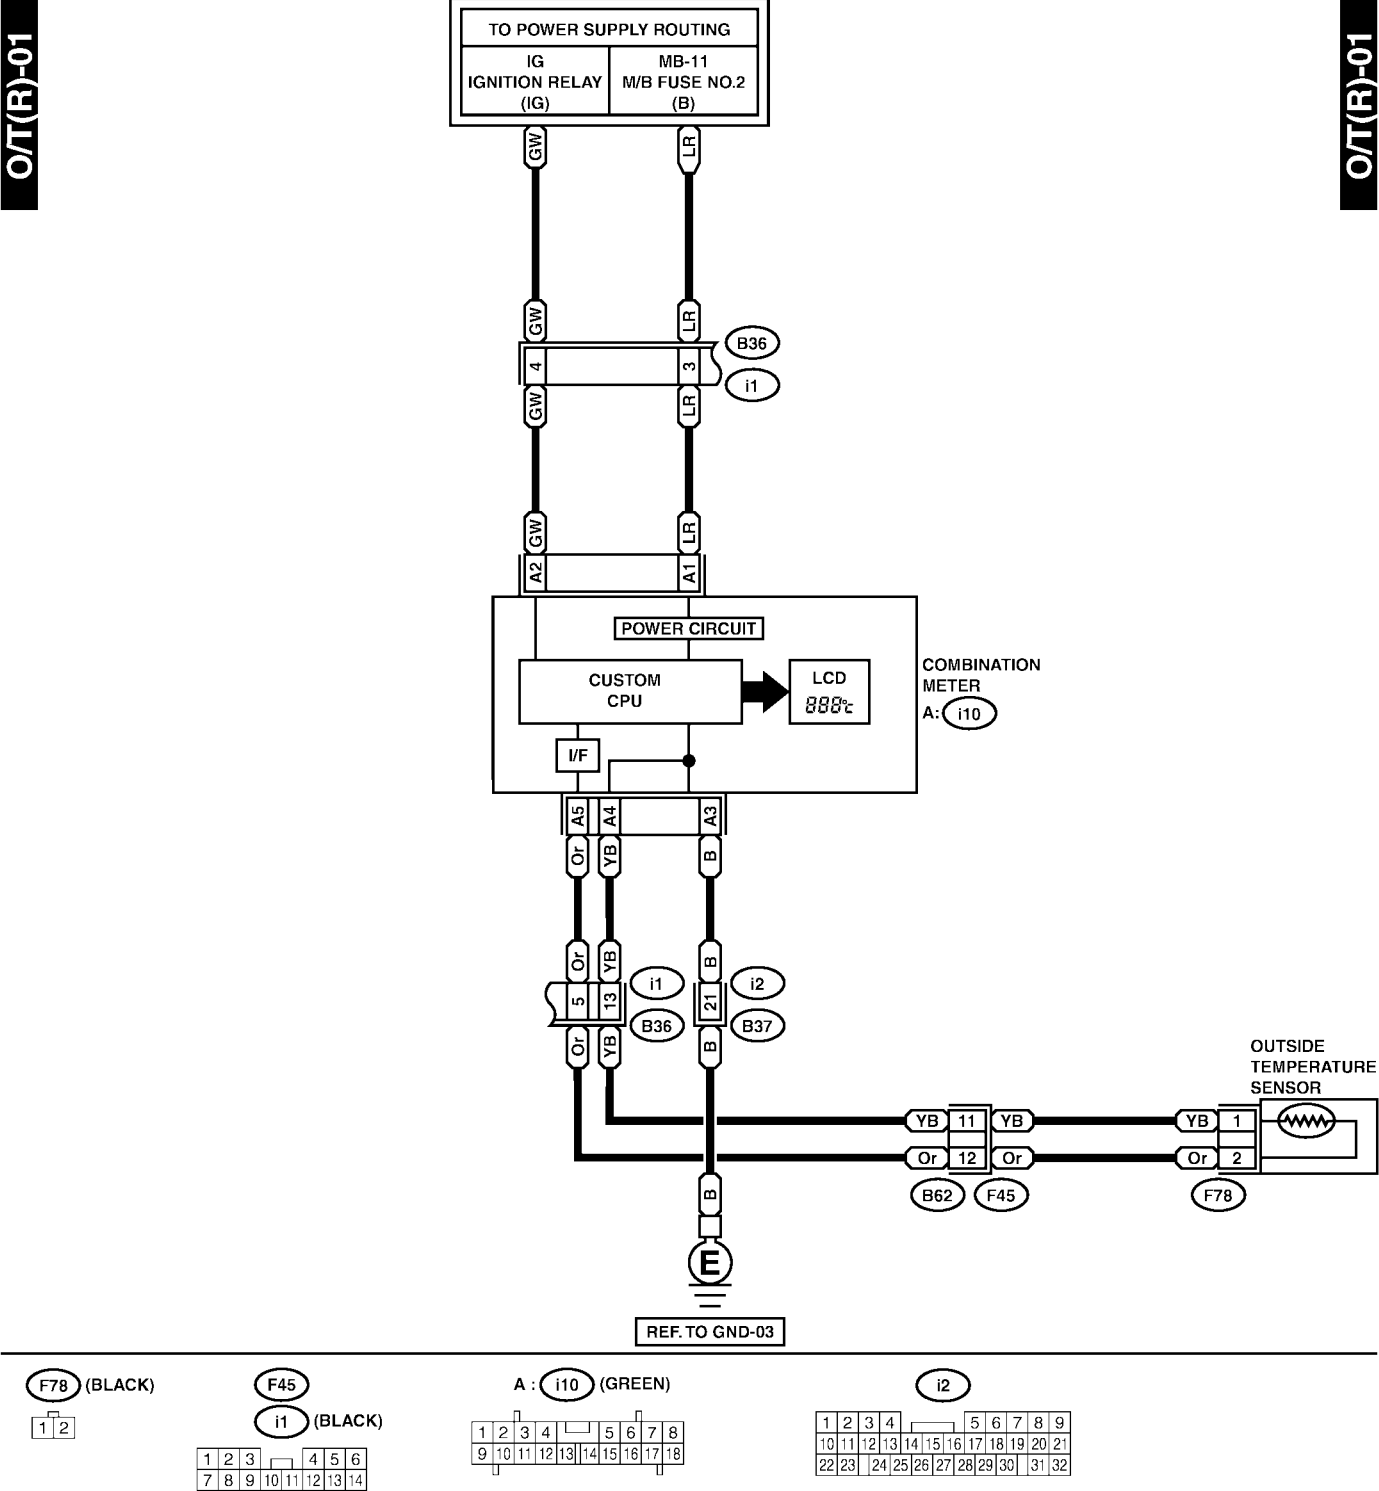 O/T(R)-01
O/T(R)-01
TO POWER SUPPLY ROUTING
IG
IGNITION RELAY
(IG)
MB-11
M/B FUSE NO.2
(B)
GW
LR
GW
LR
4
3
B36
i1
GW
LR
GW
LR
A2
A1
POWER CIRCUIT
CUSTOM
CPU
LCD
888℃
COMBINATION
METER
A: i10
I/F
A5
A4
A3
Or
YB
B
Or
YB
B
5
13
21
i1
i2
B36
B37
Or
YB
B
OUTSIDE
TEMPERATURE
SENSOR
YB 11 YB
YB 1
Or 12 Or
Or 2
B62
F45
F78
B
E
REF. TO GND-03
F78 (BLACK)
1 2
F45
i1 (BLACK)
1 2 3 4 5 6
7 8 9 10 11 12 13 14
A : i10 (GREEN)
1 2 3 4 5 6 7 8
9 10 11 12 13 14 15 16 17 18
i2
1 2 3 4 5 6 7 8 9
10 11 12 13 14 15 16 17 18 19 20 21
22 23 24 25 26 27 28 29 30 31 32